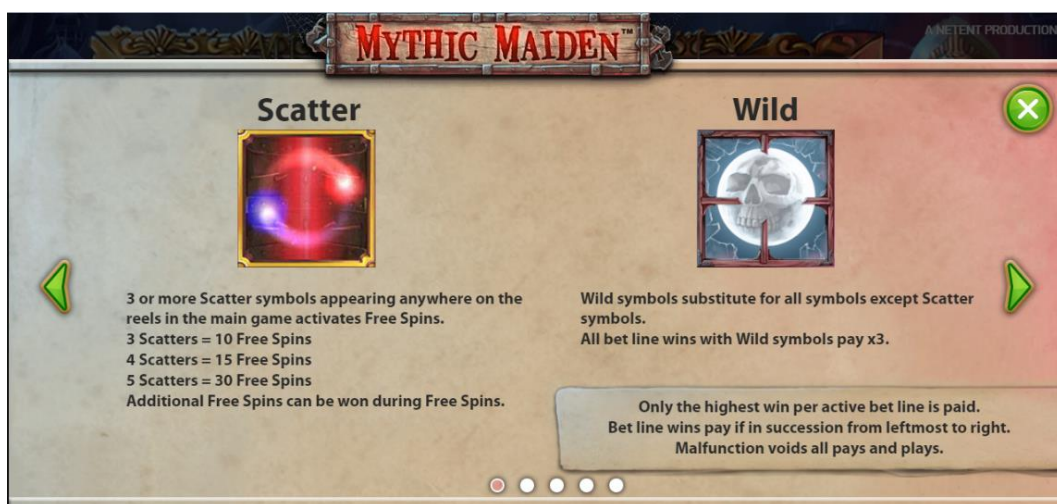 MYTHIC MAIDEN™
A NETENT PRODUCTION
Scatter
3 or more Scatter symbols appearing anywhere on the
reels in the main game activates Free Spins.
3 Scatters = 10 Free Spins
4 Scatters = 15 Free Spins
5 Scatters = 30 Free Spins
Additional Free Spins can be won during Free Spins.
Wild
Wild symbols substitute for all symbols except Scatter
symbols.
All bet line wins with Wild symbols pay x3.
Only the highest win per active bet line is paid.
Bet line wins pay if in succession from leftmost to right.
Malfunction voids all pays and plays.